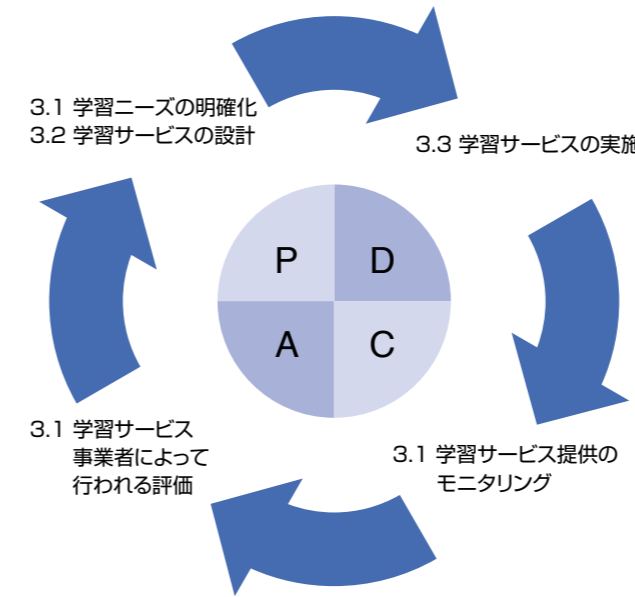 3.1 学習ニーズの明確化
3.2 学習サービスの設計
3.3 学習サービスの実施
P
D
A
C
3.1 学習サービス
事業者によって
行われる評価
3.1 学習サービス提供の
モニタリング